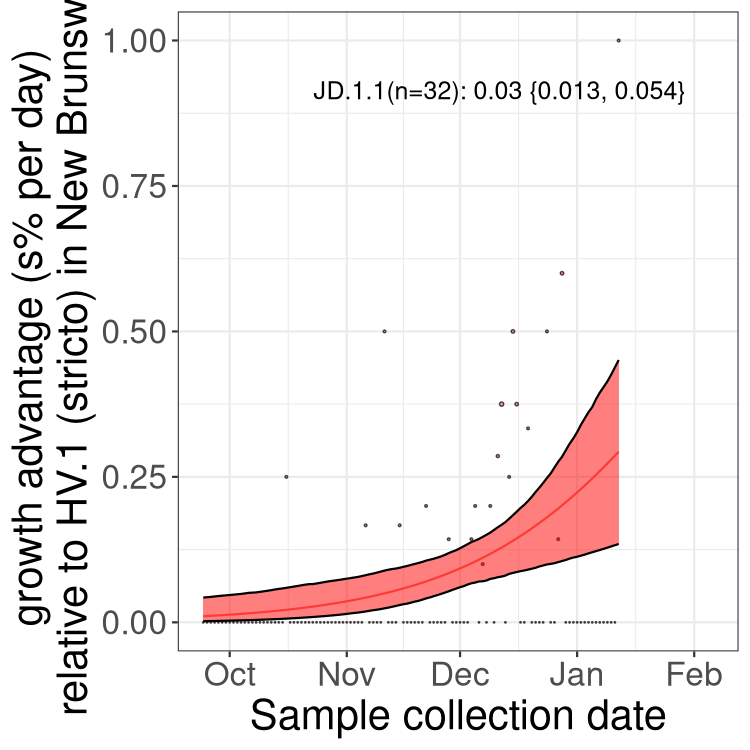 growth advantage (s% per day)
relative to HV.1 (stricto) in New Brunsw
1.00
0.75
0.50
0.25
0.00
JD.1.1(n=32): 0.03 {0.013, 0.054}
Oct Nov Dec Jan Feb
Sample collection date